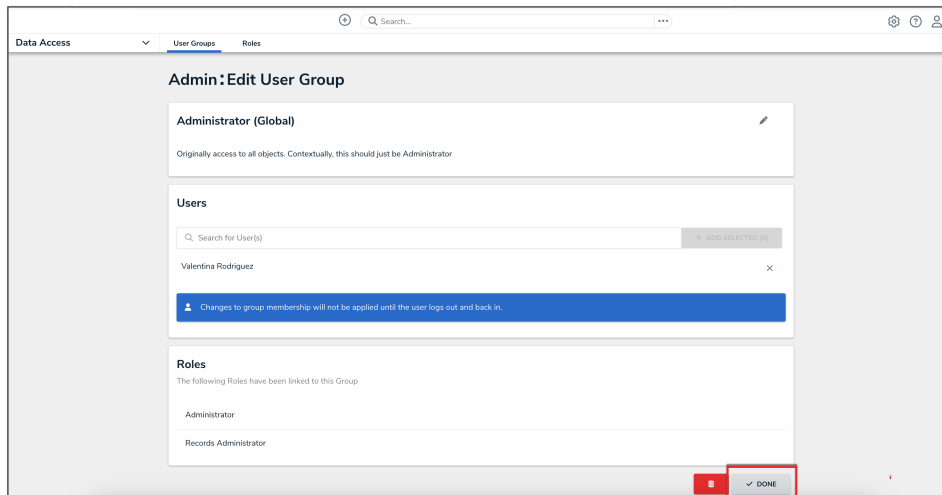 Search...
Data Access
User Groups Roles
Admin:Edit User Group
Administrator (Global)
Originally access to all objects. Contextually, this should just be Administrator
Users
Search for User(s)
+ ADD SELECTED (0)
Valentina Rodriguez
Changes to group membership will not be applied until the user logs out and back in.
Roles
The following Roles have been linked to this Group
Administrator
Records Administrator
DONE